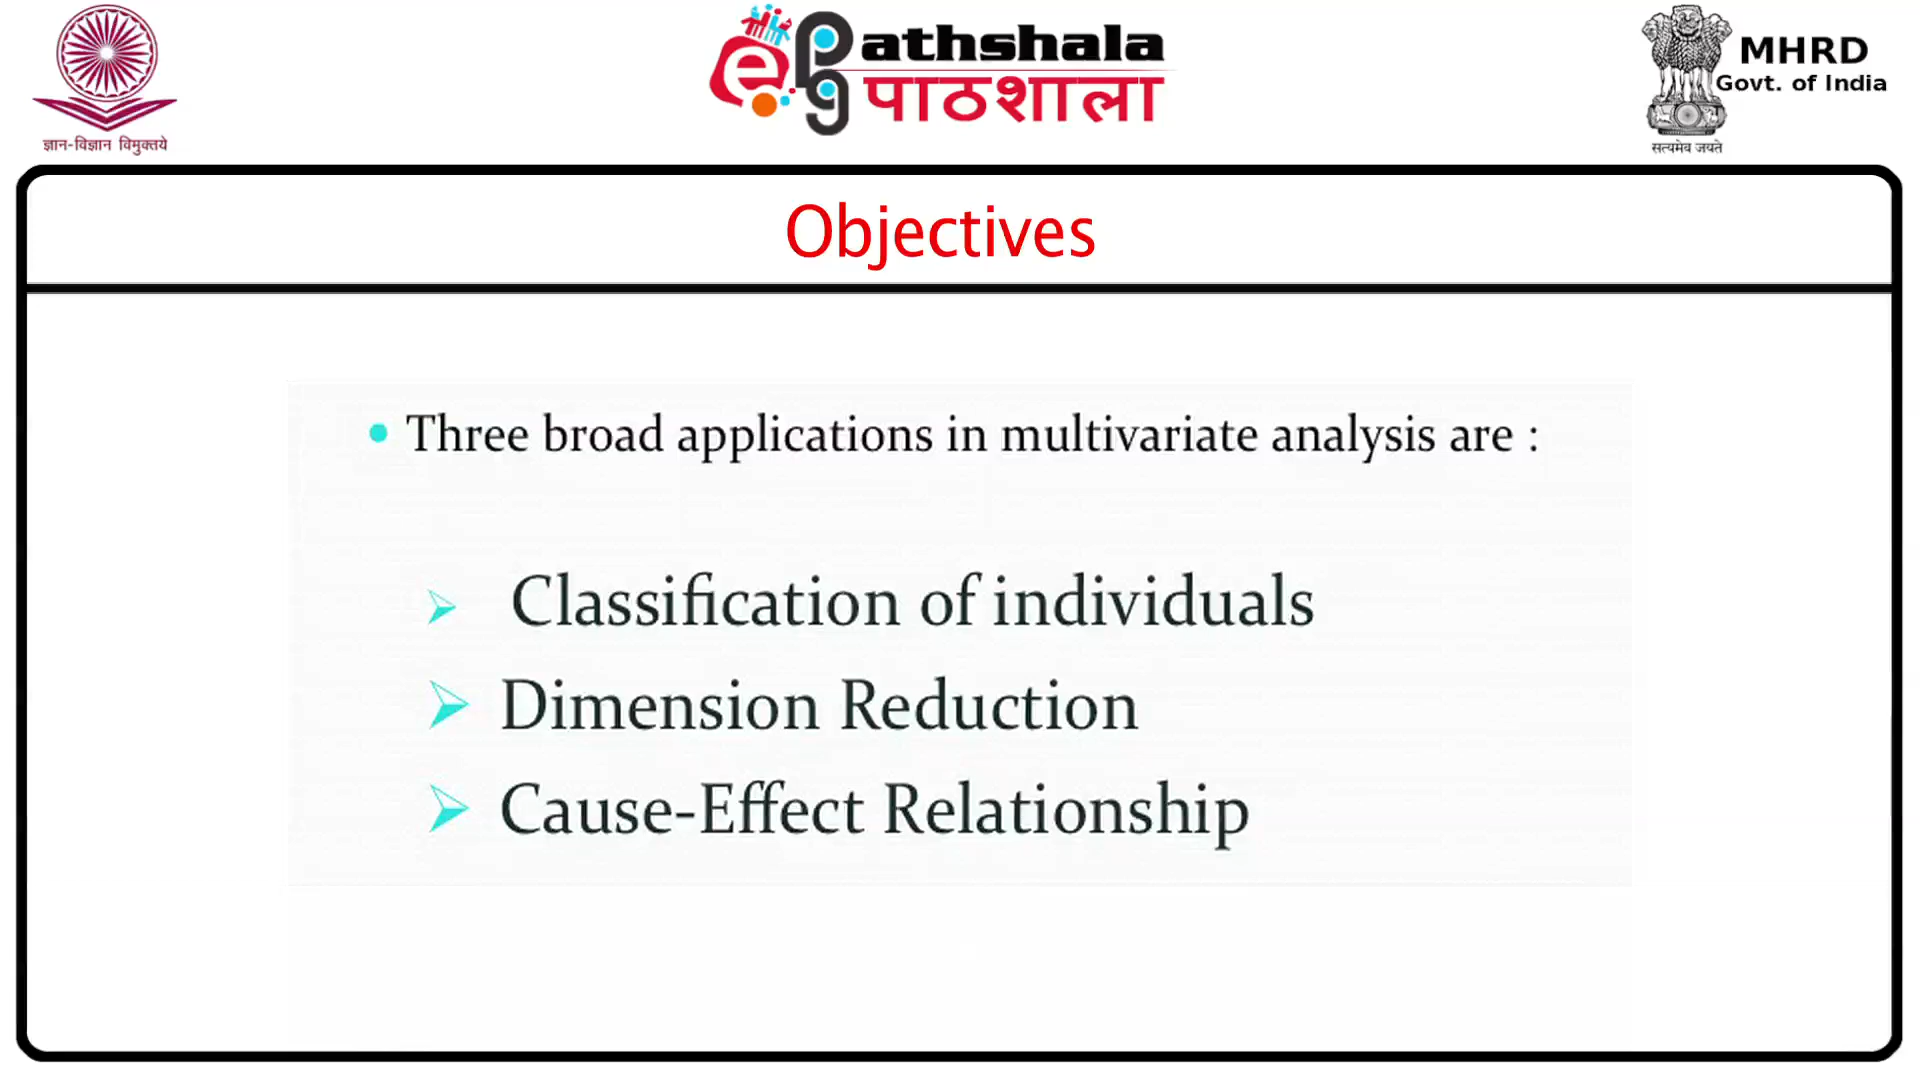 ज्ञान-विज्ञान विमुक्तये
ePG athshala
पाठशाला
MHRD
Govt. of India
सत्यमेव जयते
Objectives
• Three broad applications in multivariate analysis are :
➢ Classification of individuals
➢ Dimension Reduction
➢ Cause-Effect Relationship